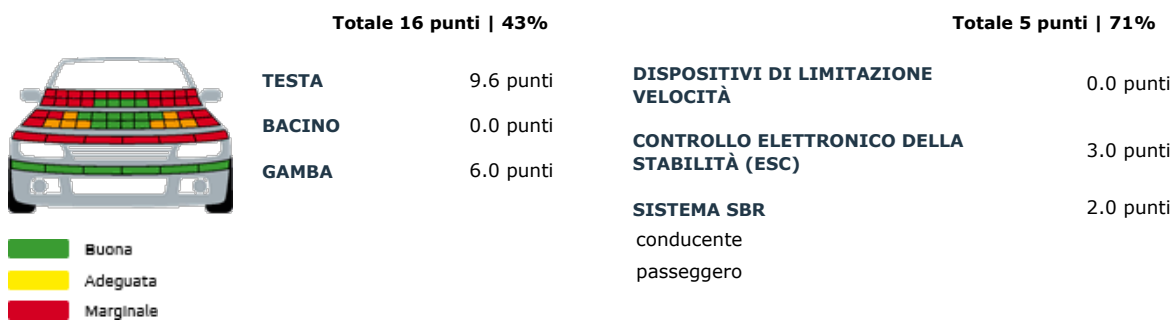 Totale 16 punti | 43%
TESTA 9.6 punti
BACINO 0.0 punti
GAMBA 6.0 punti
Buona
Adeguata
Marginale
Totale 5 punti | 71%
DISPOSITIVI DI LIMITAZIONE
VELOCITÀ 0.0 punti
CONTROLLO ELETTRONICO DELLA
STABILITÀ (ESC) 3.0 punti
SISTEMA SBR 2.0 punti
conducente
passeggero